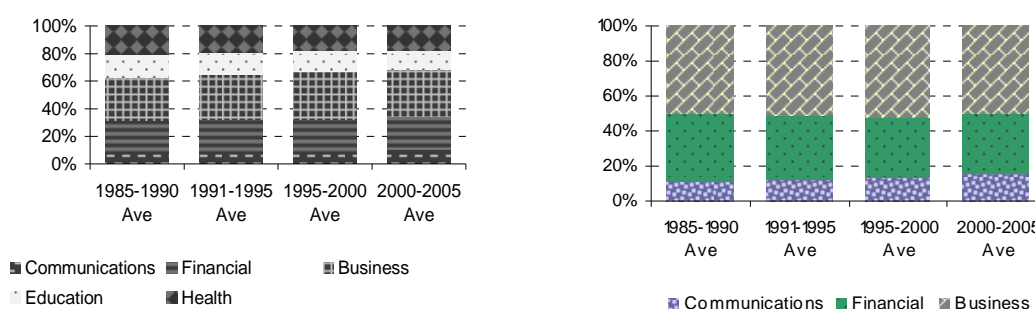 100%
80%
60%
40%
20%
0%
1985-1990 Ave
1991-1995 Ave
1995-2000 Ave
2000-2005 Ave
Communications Financial Business
Education Health
100%
80%
60%
40%
20%
0%
1985-1990 Ave
1991-1995 Ave
1995-2000 Ave
2000-2005 Ave
Communications Financial Business